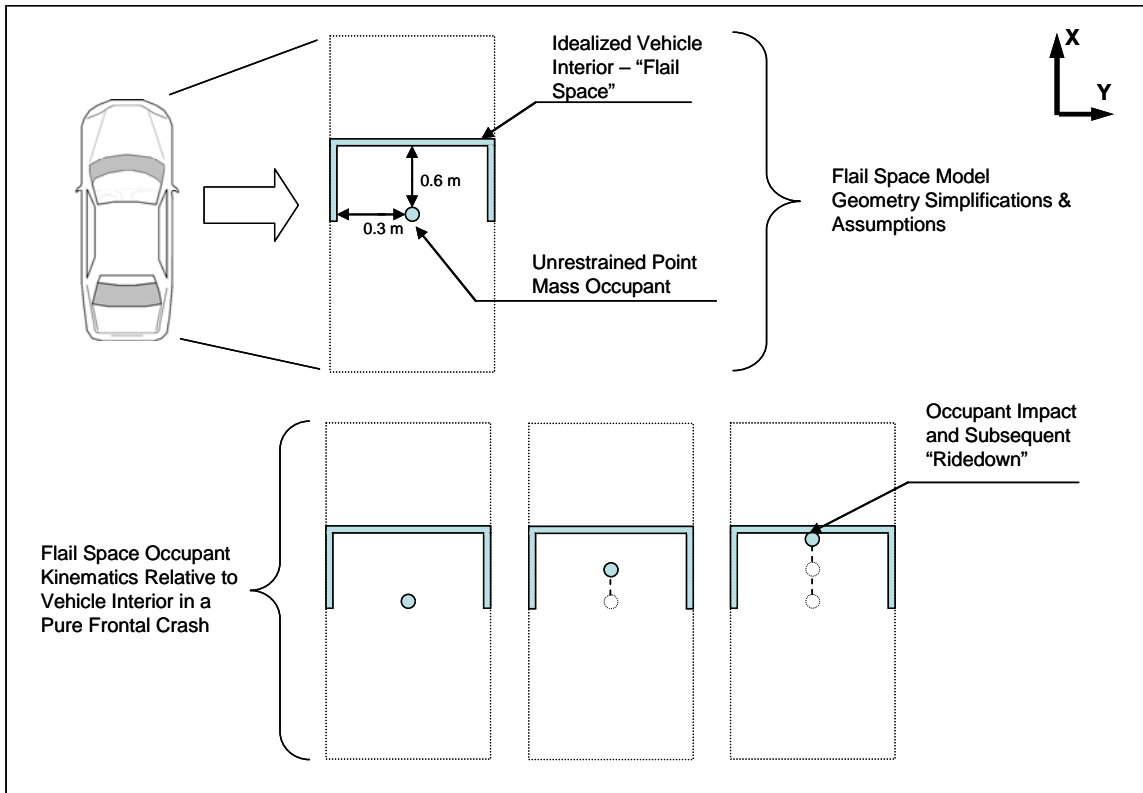 Idealized Vehicle
Interior – “Flail
Space”
X
Y
0.6 m
0.3 m
Flail Space Model
Geometry Simplifications &
Assumptions
Unrestrained Point
Mass Occupant
Occupant Impact
and Subsequent
“Ridedown”
Flail Space Occupant
Kinematics Relative to
Vehicle Interior in a
Pure Frontal Crash